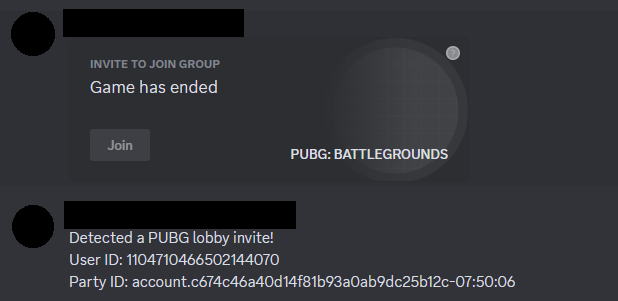 INVITE TO JOIN GROUP
?
Game has ended
Join
PUBG: BATTLEGROUNDS
Detected a PUBG lobby invite!
User ID: 1104710466502144070
Party ID: account.c674c46a40d14f81b93a0ab9dc25b12c-07:50:06